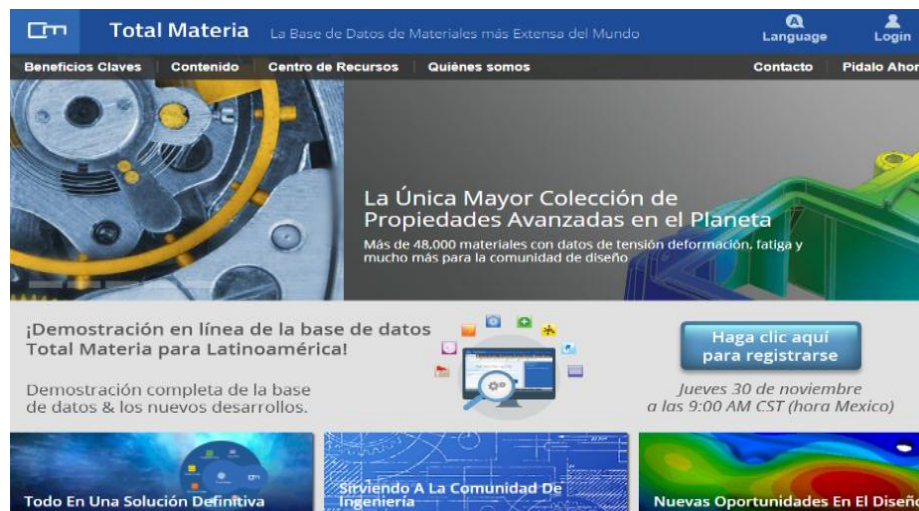 Total Materia
La Base de Datos de Materiales más Extensa del Mundo
Language
Login
Beneficios Claves
Contenido
Centro de Recursos
Quiénes somos
Contacto
Pidalo Ahor
La Única Mayor Colección de
Propiedades Avanzadas en el Planeta
Más de 48,000 materiales con datos de tensión deformación, fatiga y
mucho más para la comunidad de diseño
¡Demostración en línea de la base de datos
Total Materia para Latinoamérica!
Demostración completa de la base
de datos & los nuevos desarrollos.
Haga clic aquí
para registrarse
Jueves 30 de noviembre
a las 9:00 AM CST (hora Mexico)
Todo En Una Solución Definitiva
Sirviendo A La Comunidad De
Ingeniería
Nuevas Oportunidades En El Diseño